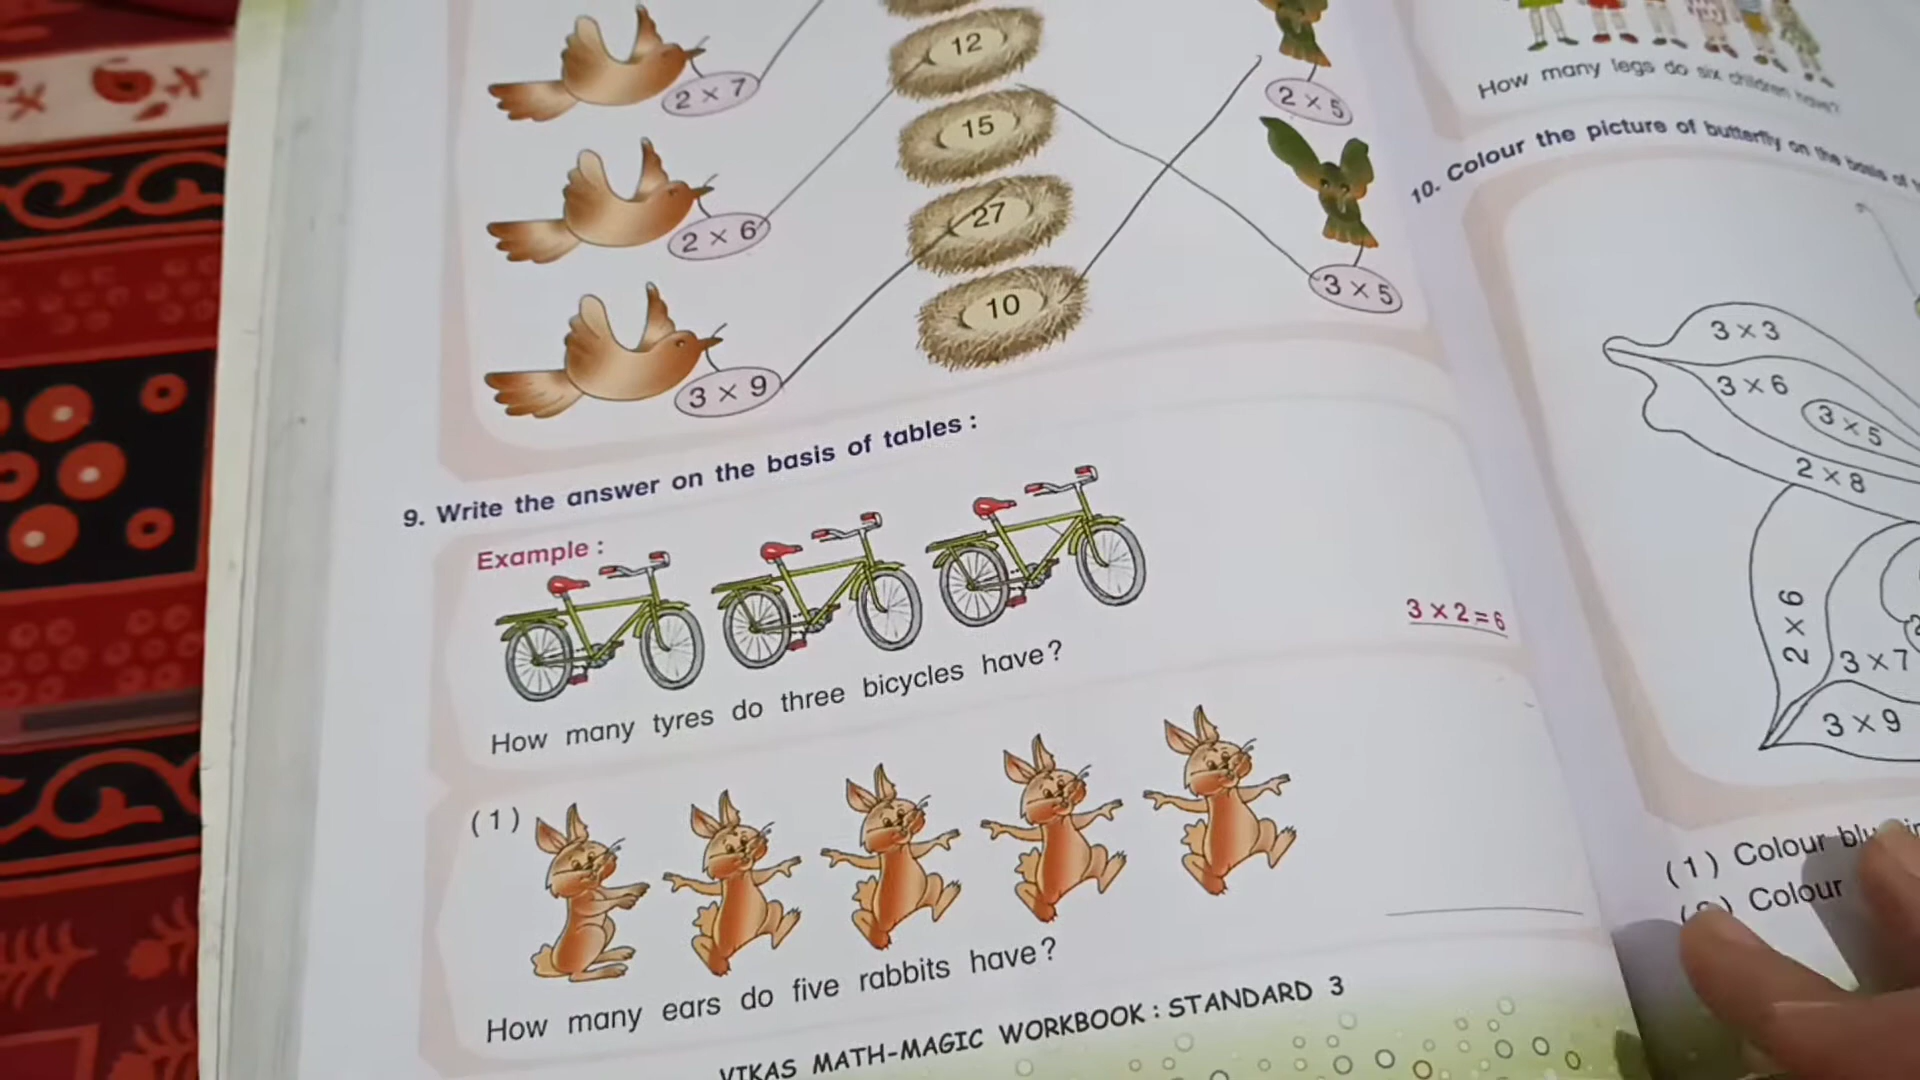 12
2 × 7
15
2 × 5
2 × 6
27
10
3 × 5
3 × 9
9. Write the answer on the basis of tables :
Example :
3 × 2 = 6
How many tyres do three bicycles have?
(1)
How many ears do five rabbits have?
VIKAS MATH-MAGIC WORKBOOK : STANDARD 3
How many legs do six children have?
10. Colour the picture of butterfly on the basis of
3 × 3
3 × 6
3 × 5
2 × 8
2 × 6
3 × 7
3 × 9
(1) Colour
Colour